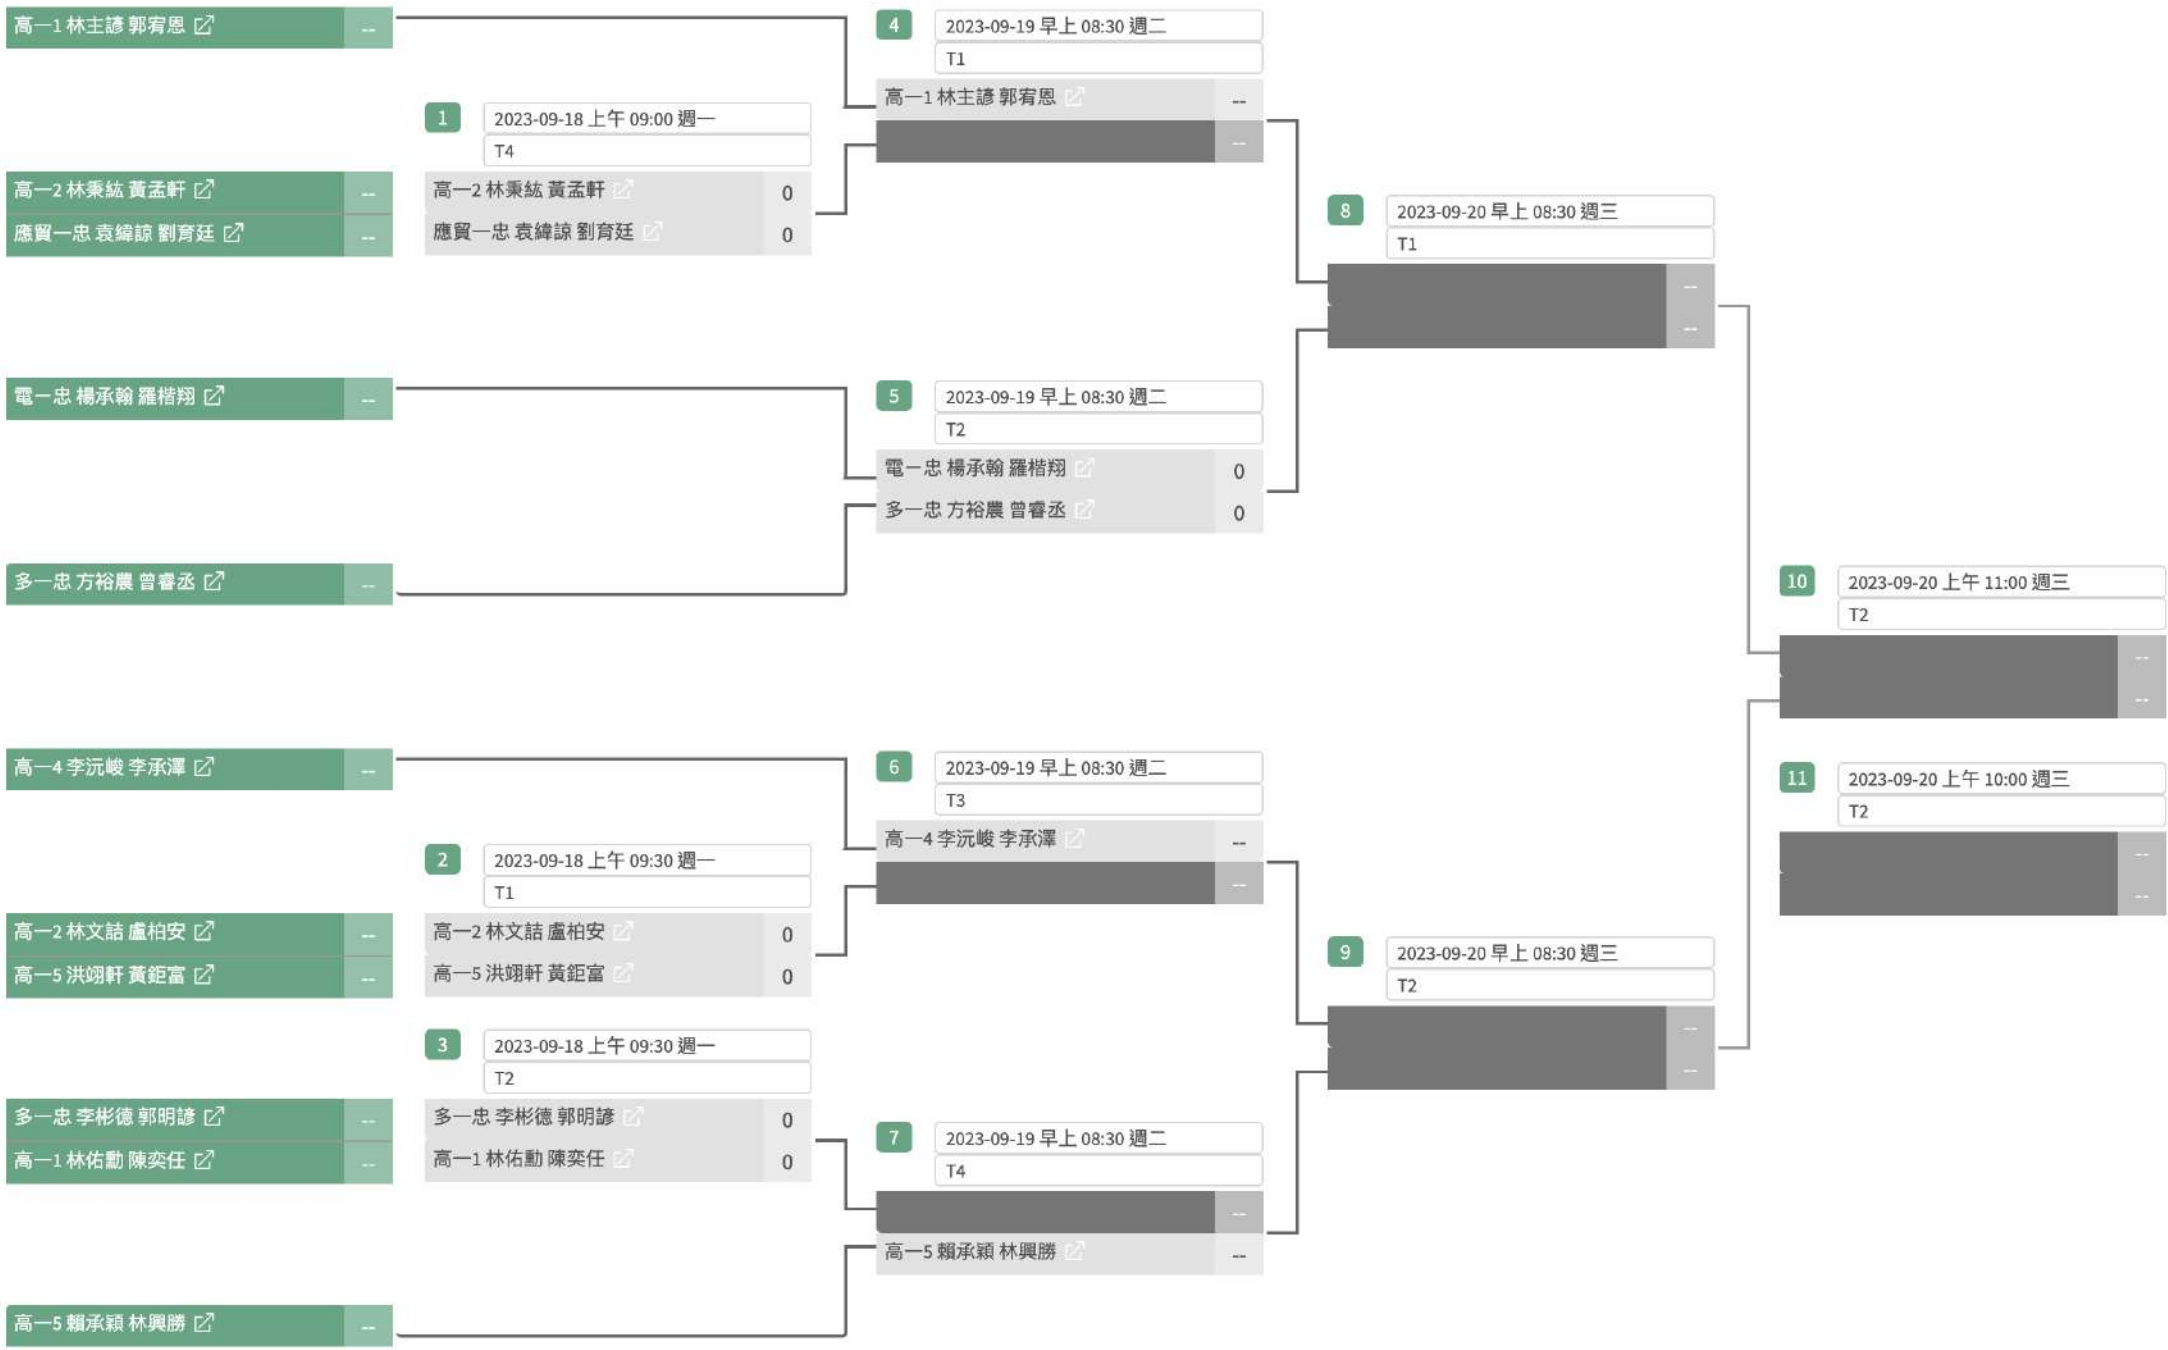 高一1 林主諺 郭宥恩 --
高一2 林秉紘 黃孟軒 --
應貿一忠 袁緯諒 劉育廷 --
電一忠 楊承翰 羅楷翔 --
多一忠 方裕農 曾睿丞 --
高一4 李沅峻 李承澤 --
高一2 林文喆 盧柏安 --
高一5 洪翊軒 黃鉅富 --
多一忠 李彬德 郭明諺 --
高一1 林佑勳 陳奕任 --
高一5 賴承穎 林興勝 --
1 2023-09-18 上午 09:00 週一
T4
高一2 林秉紘 黃孟軒 0
應貿一忠 袁緯諒 劉育廷 0
2 2023-09-18 上午 09:30 週一
T1
高一2 林文喆 盧柏安 0
高一5 洪翊軒 黃鉅富 0
3 2023-09-18 上午 09:30 週一
T2
多一忠 李彬德 郭明諺 0
高一1 林佑勳 陳奕任 0
4 2023-09-19 早上 08:30 週二
T1
高一1 林主諺 郭宥恩 --
--
5 2023-09-19 早上 08:30 週二
T2
電一忠 楊承翰 羅楷翔 0
多一忠 方裕農 曾睿丞 0
6 2023-09-19 早上 08:30 週二
T3
高一4 李沅峻 李承澤 --
--
7 2023-09-19 早上 08:30 週二
T4
--
高一5 賴承穎 林興勝 --
8 2023-09-20 早上 08:30 週三
T1
--
--
9 2023-09-20 早上 08:30 週三
T2
--
--
10 2023-09-20 上午 11:00 週三
T2
--
--
11 2023-09-20 上午 10:00 週三
T2
--
--